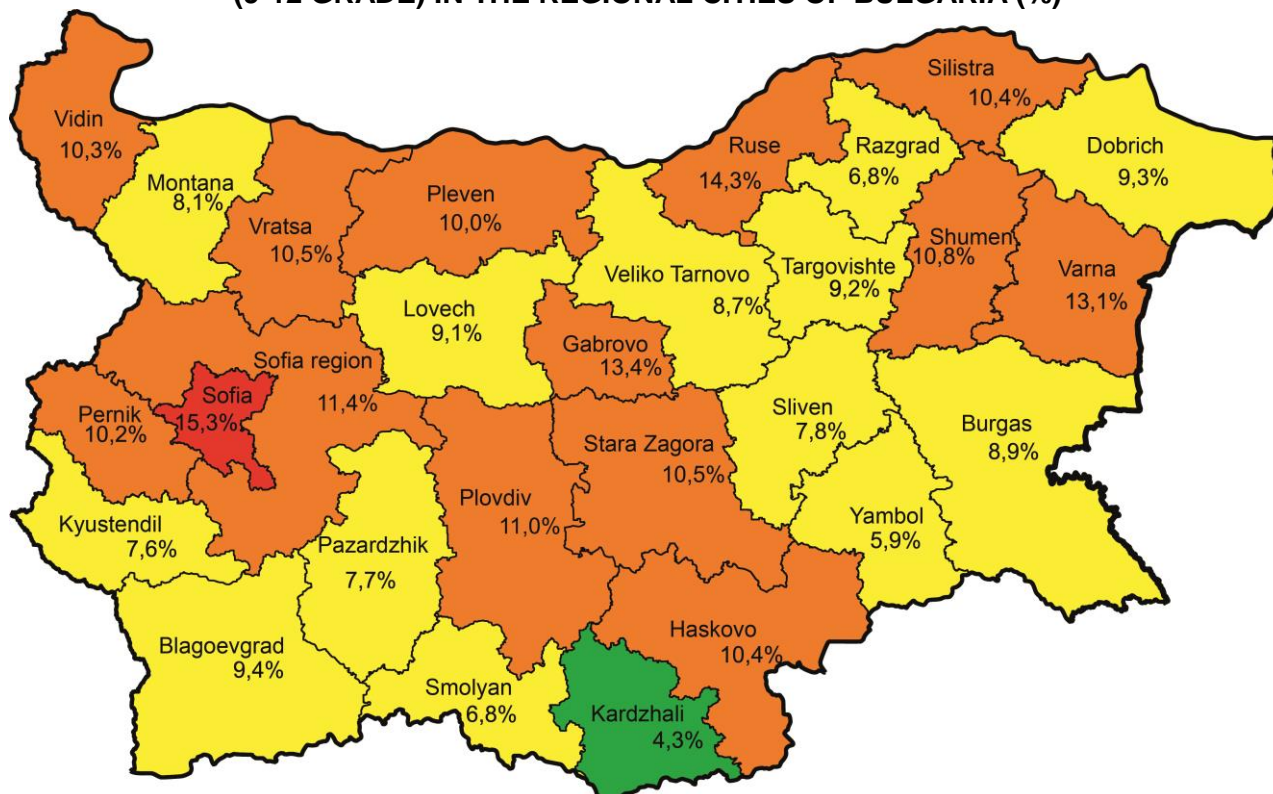 (8-12 GRADE) IN THE REGIONAL CITIES OF BULGARIA (%)
Vidin
10,3%
Montana
8,1%
Vratsa
10,5%
Pleven
10,0%
Ruse
14,3%
Silistra
10,4%
Razgrad
6,8%
Dobrich
9,3%
Veliko Tarnovo
8,7%
Targovishte
9,2%
Shumen
10,8%
Varna
13,1%
Lovech
9,1%
Gabrovo
13,4%
Sofia region
11,4%
Sofia
15,3%
Pernik
10,2%
Sliven
7,8%
Burgas
8,9%
Stara Zagora
10,5%
Plovdiv
11,0%
Kyustendil
7,6%
Pazardzhik
7,7%
Yambol
5,9%
Blagoevgrad
9,4%
Haskovo
10,4%
Smolyan
6,8%
Kardzhali
4,3%